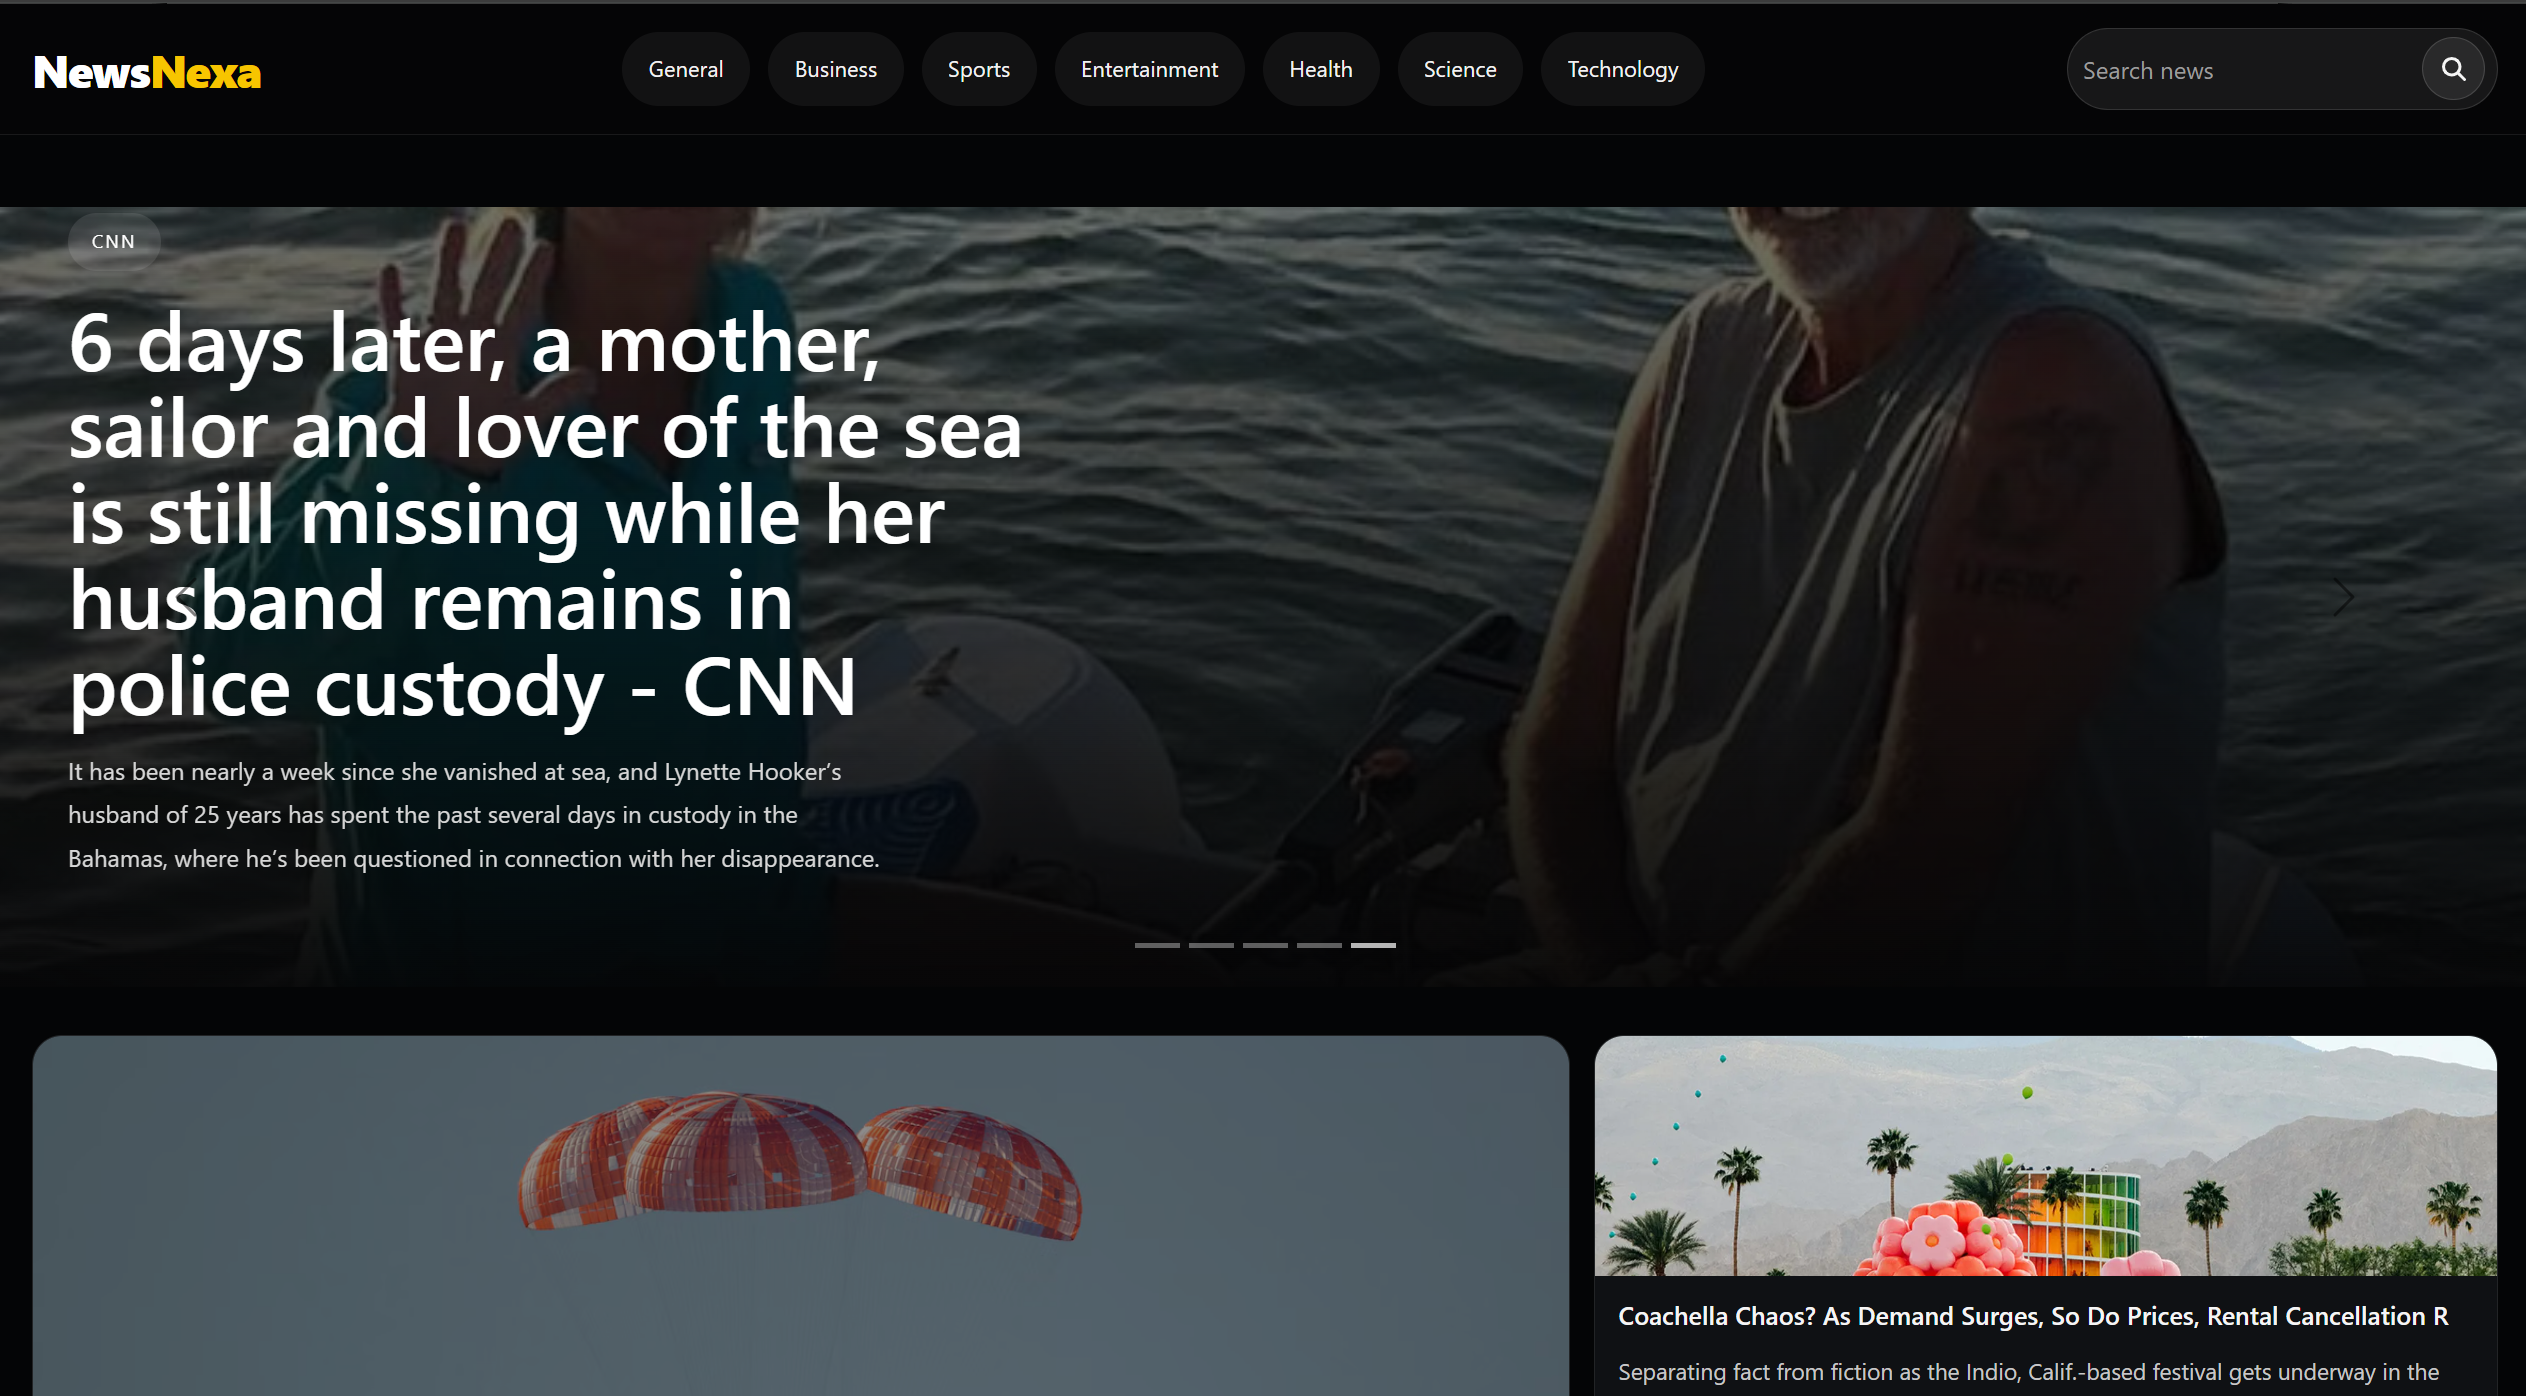 NewsNexa
General
Business
Sports
Entertainment
Health
Science
Technology
Search news
CNN
6 days later, a mother,
sailor and lover of the sea
is still missing while her
husband remains in
police custody - CNN
It has been nearly a week since she vanished at sea, and Lynette Hooker’s
husband of 25 years has spent the past several days in custody in the
Bahamas, where he’s been questioned in connection with her disappearance.
Coachella Chaos? As Demand Surges, So Do Prices, Rental Cancellation R
Separating fact from fiction as the Indio, Calif.-based festival gets underway in the